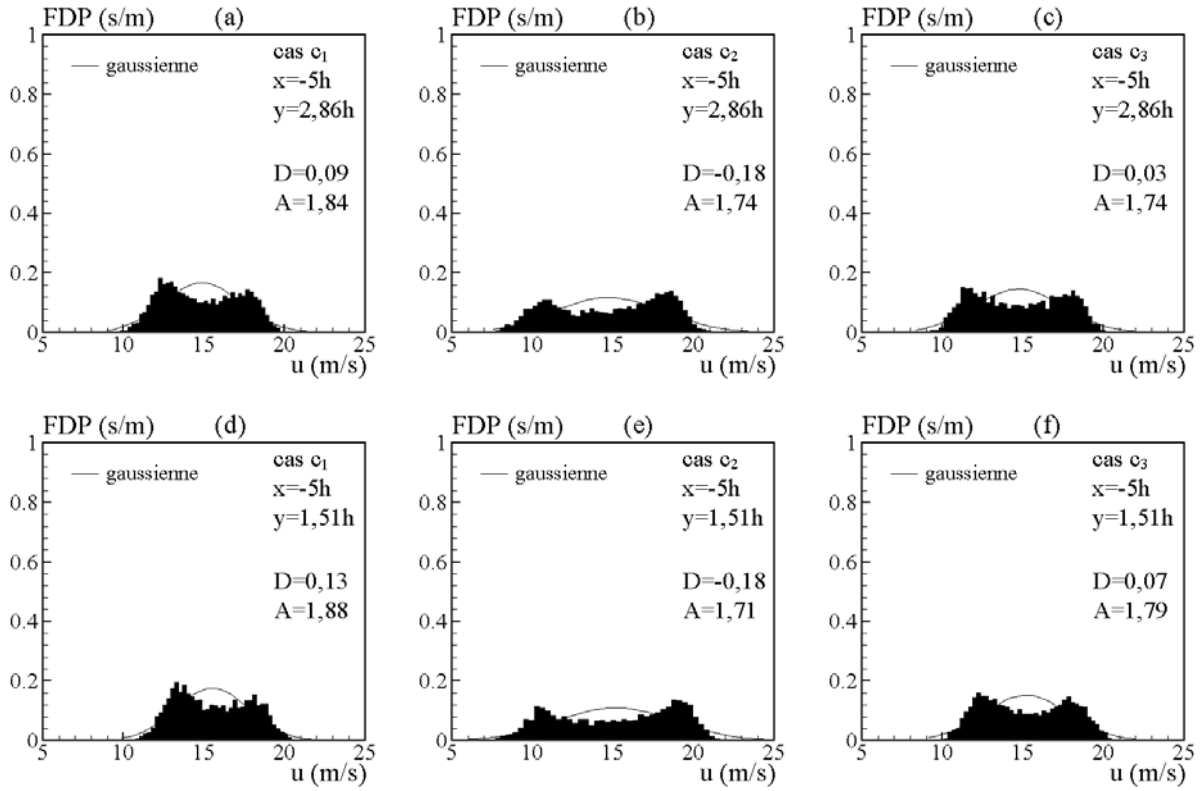 FDP (s/m) (a)
1
0.8
0.6
0.4
0.2
0
5 10 15 20 25
u (m/s)
gaussienne
cas c₁
x=-5h
y=2,86h
D=0,09
A=1,84
FDP (s/m) (b)
1
0.8
0.6
0.4
0.2
0
5 10 15 20 25
u (m/s)
gaussienne
cas c₂
x=-5h
y=2,86h
D=-0,18
A=1,74
FDP (s/m) (c)
1
0.8
0.6
0.4
0.2
0
5 10 15 20 25
u (m/s)
gaussienne
cas c₃
x=-5h
y=2,86h
D=0,03
A=1,74
FDP (s/m) (d)
1
0.8
0.6
0.4
0.2
0
5 10 15 20 25
u (m/s)
gaussienne
cas c₁
x=-5h
y=1,51h
D=0,13
A=1,88
FDP (s/m) (e)
1
0.8
0.6
0.4
0.2
0
5 10 15 20 25
u (m/s)
gaussienne
cas c₂
x=-5h
y=1,51h
D=-0,18
A=1,71
FDP (s/m) (f)
1
0.8
0.6
0.4
0.2
0
5 10 15 20 25
u (m/s)
gaussienne
cas c₃
x=-5h
y=1,51h
D=0,07
A=1,79